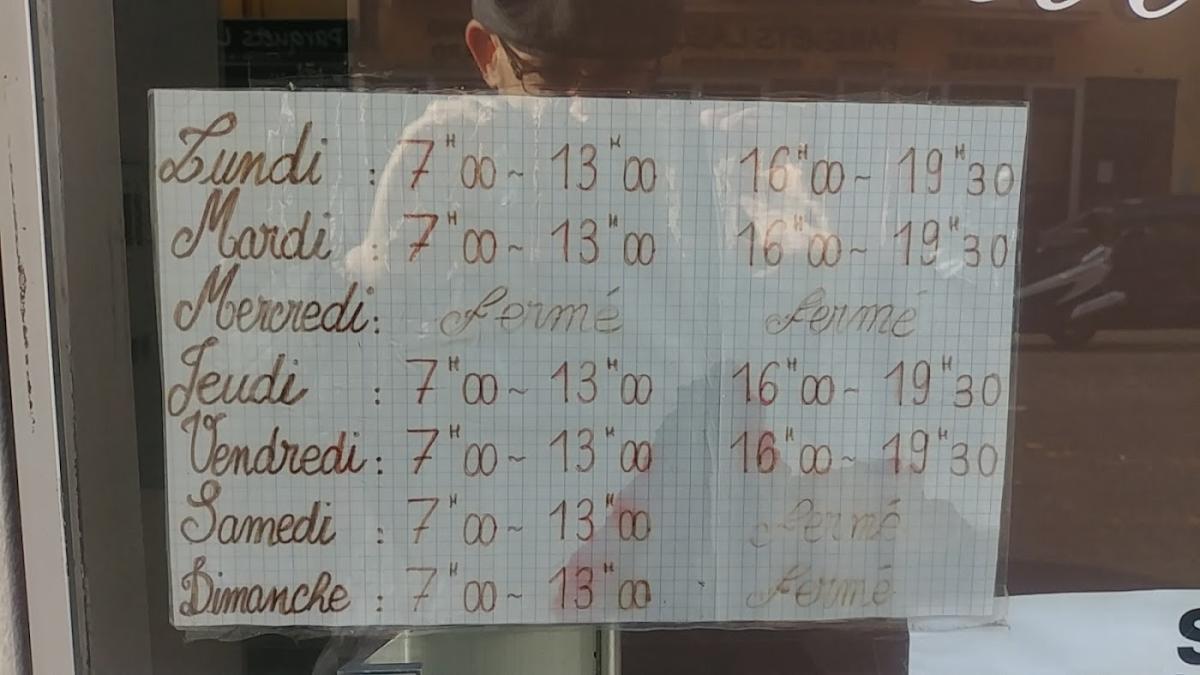 Lundi : 7H00 ~ 13H00 16H00 ~ 19H30
Mardi : 7H00 ~ 13H00 16H00 ~ 19H30
Mercredi : fermé fermé
Jeudi : 7H00 ~ 13H00 16H00 ~ 19H30
Vendredi : 7H00 ~ 13H00 16H00 ~ 19H30
Samedi : 7H00 ~ 13H00 fermé
Dimanche : 7H00 ~ 13H00 fermé